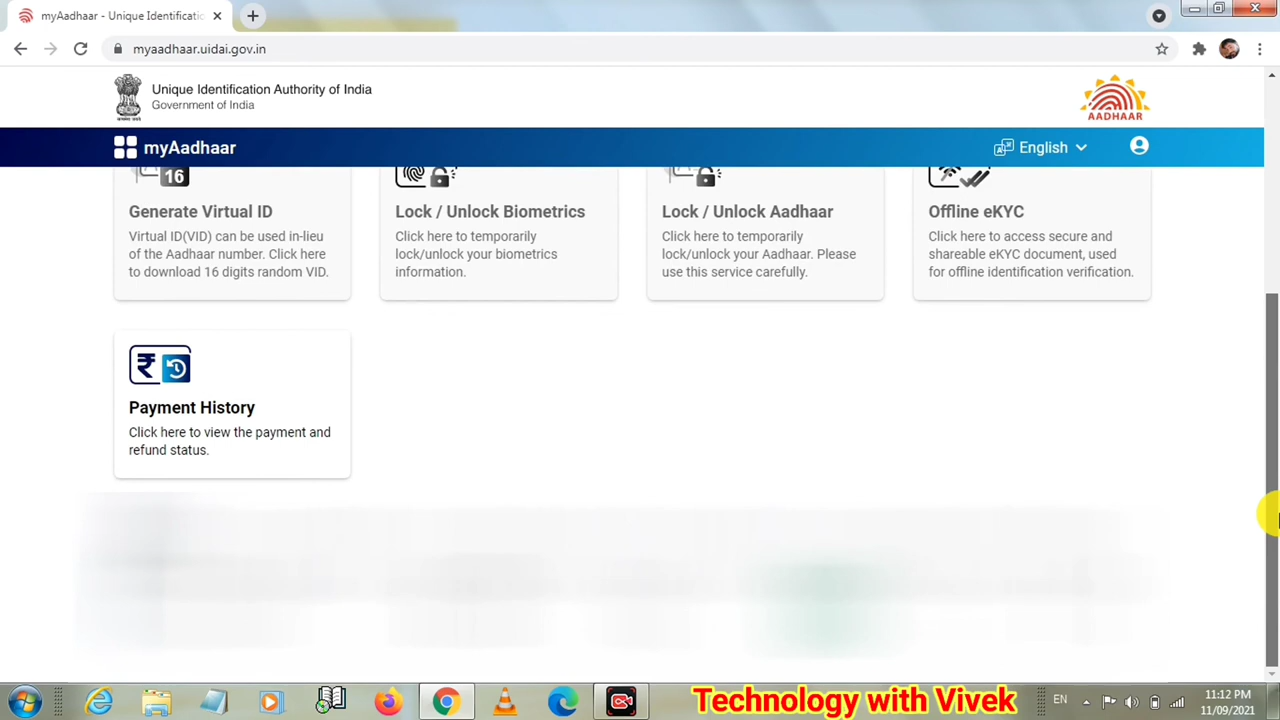 myAadhaar - Unique Identificatio
myaadhaar.uidai.gov.in
Unique Identification Authority of India
Government of India
AADHAAR
myAadhaar
English
16
Generate Virtual ID
Virtual ID(VID) can be used in-lieu
of the Aadhaar number. Click here
to download 16 digits random VID.
Lock / Unlock Biometrics
Click here to temporarily
lock/unlock your biometrics
information.
Lock / Unlock Aadhaar
Click here to temporarily
lock/unlock your Aadhaar. Please
use this service carefully.
Offline eKYC
Click here to access secure and
shareable eKYC document, used
for offline identification verification.
₹
Payment History
Click here to view the payment and
refund status.
Technology with Vivek
EN
11:12 PM
11/09/2021